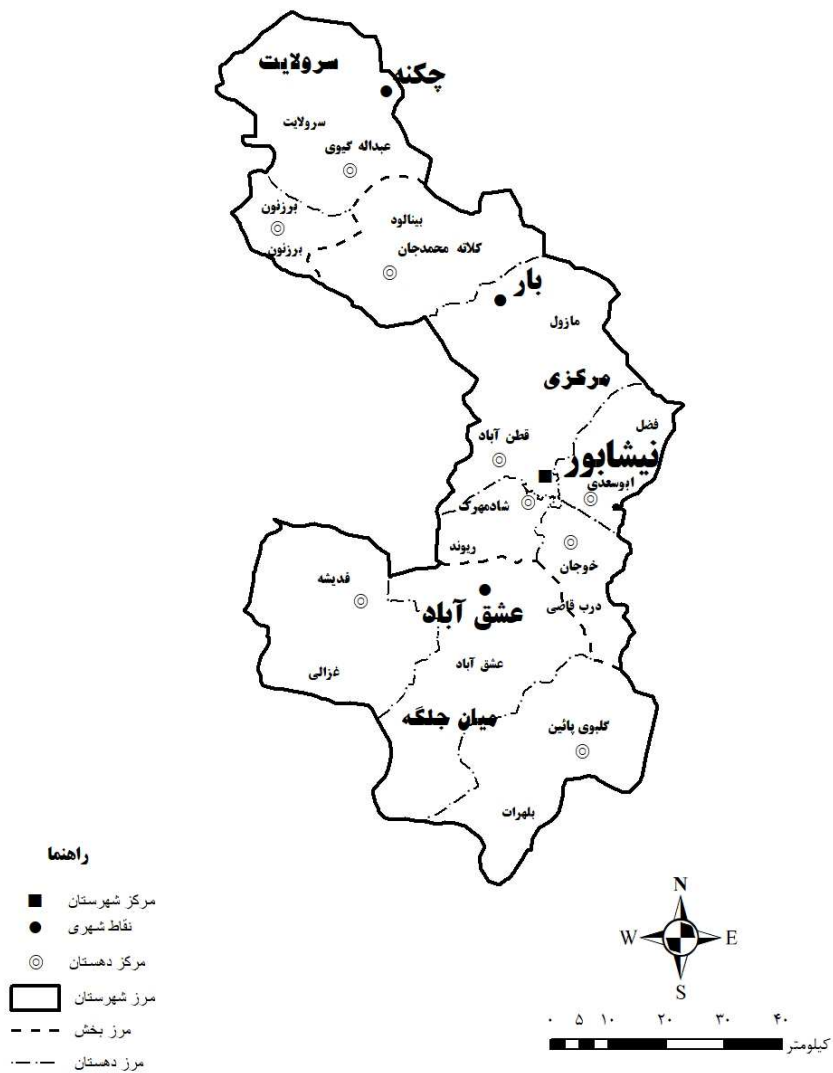 سرولایت
چکنه
سرولایت
عبداله گیوی
برزنون
برزنون
بینالود
کلاته محمدجان
بار
مازول
مرکزی
فضل
قطن آباد
نیشابور
ابوسعدی
شادمهرک
ریوند
خوجان
فدیشه
عشق آباد
درب قاضی
عشق آباد
غزالی
میان جلگه
گلبوی پائین
بلهرات
راهنما
مرکز شهرستان
نقاط شهری
مرکز دهستان
مرز شهرستان
مرز بخش
مرز دهستان
N
W E
S
۰ ۵ ۱۰ ۲۰ ۳۰ ۴۰
کیلومتر